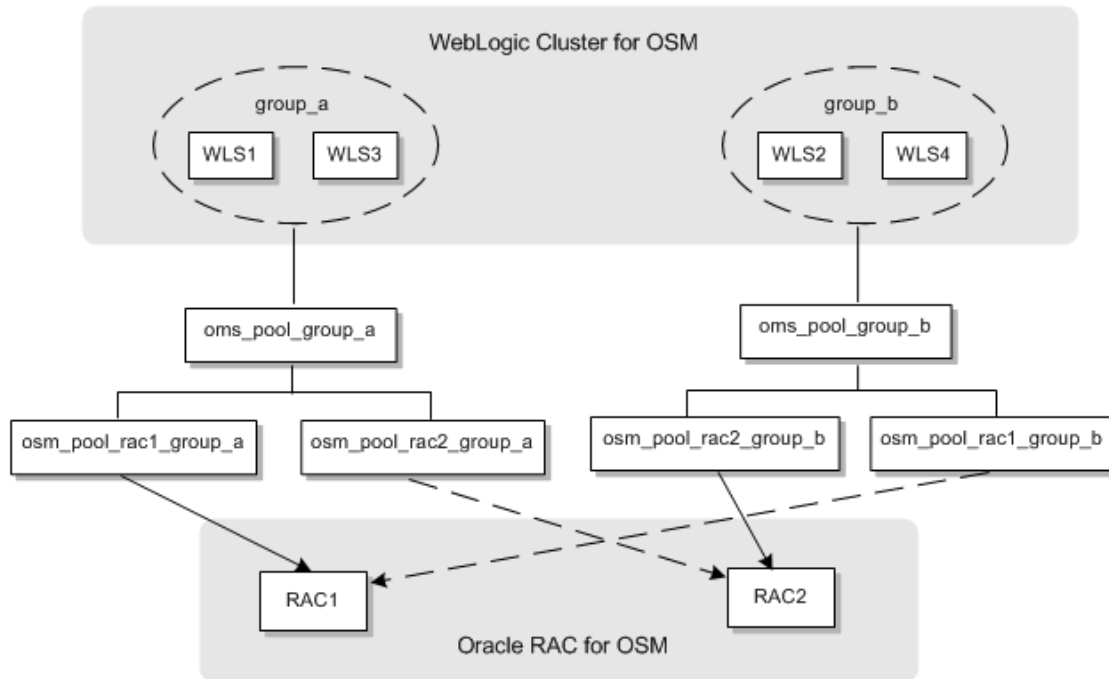 WebLogic Cluster for OSM
group_a
group_b
WLS1
WLS3
WLS2
WLS4
oms_pool_group_a
oms_pool_group_b
osm_pool_rac1_group_a
osm_pool_rac2_group_a
osm_pool_rac2_group_b
osm_pool_rac1_group_b
RAC1
RAC2
Oracle RAC for OSM